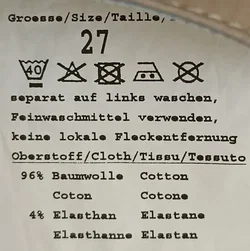 Groesse/Size/Taille,
27
40
separat auf links waschen,
Feinwaschmittel verwenden,
keine lokale Fleckentfernung
Oberstoff/Cloth/Tissu/Tessuto
96% Baumwolle Cotton
Coton Cotone
4% Elasthan Elastane
Elasthanne Elastan